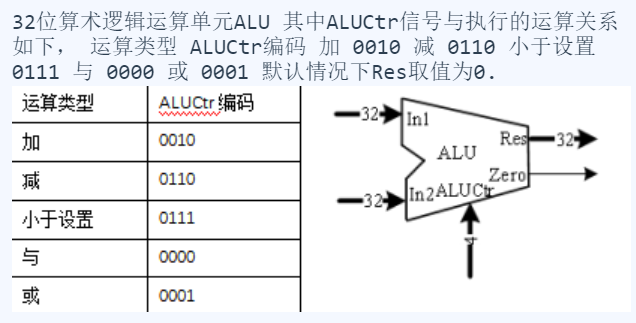 32位算术逻辑运算单元ALU 其中ALUCtr信号与执行的运算关系
如下， 运算类型 ALUCtr编码 加 0010 减 0110 小于设置
0111 与 0000 或 0001 默认情况下Res取值为0.
运算类型 ALUCtr编码
加 0010
减 0110
小于设置 0111
与 0000
或 0001
32 In1
Res 32
ALU
Zero
32 In2 ALUCtr
4